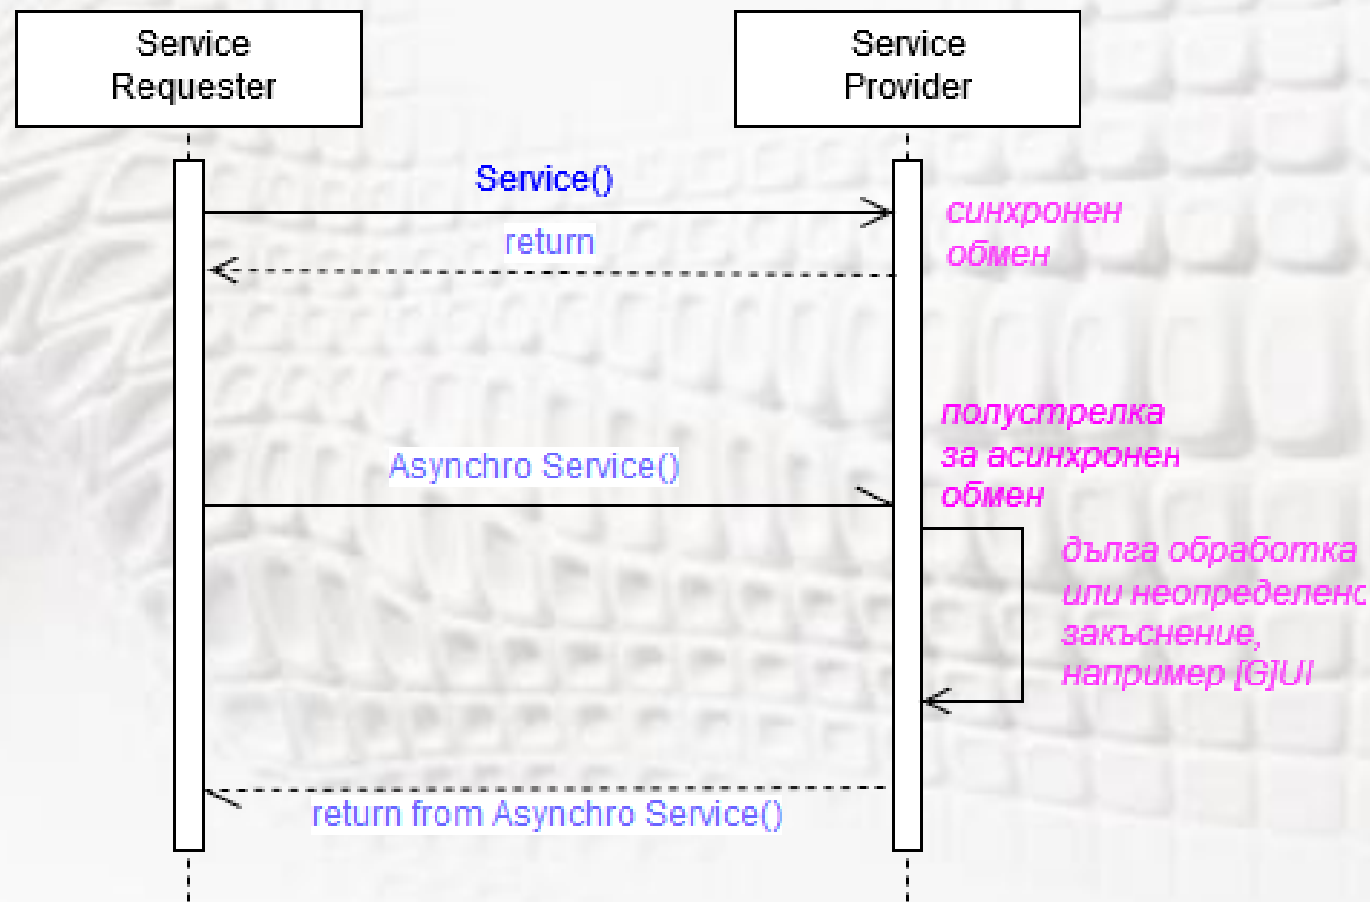 Service
Requester
Service
Provider
Service()
return
синхронен
обмен
полустрелка
за асинхронен
обмен
Asynchro Service()
дълга обработка
или неопределено
закъснение,
например [G]UI
return from Asynchro Service()